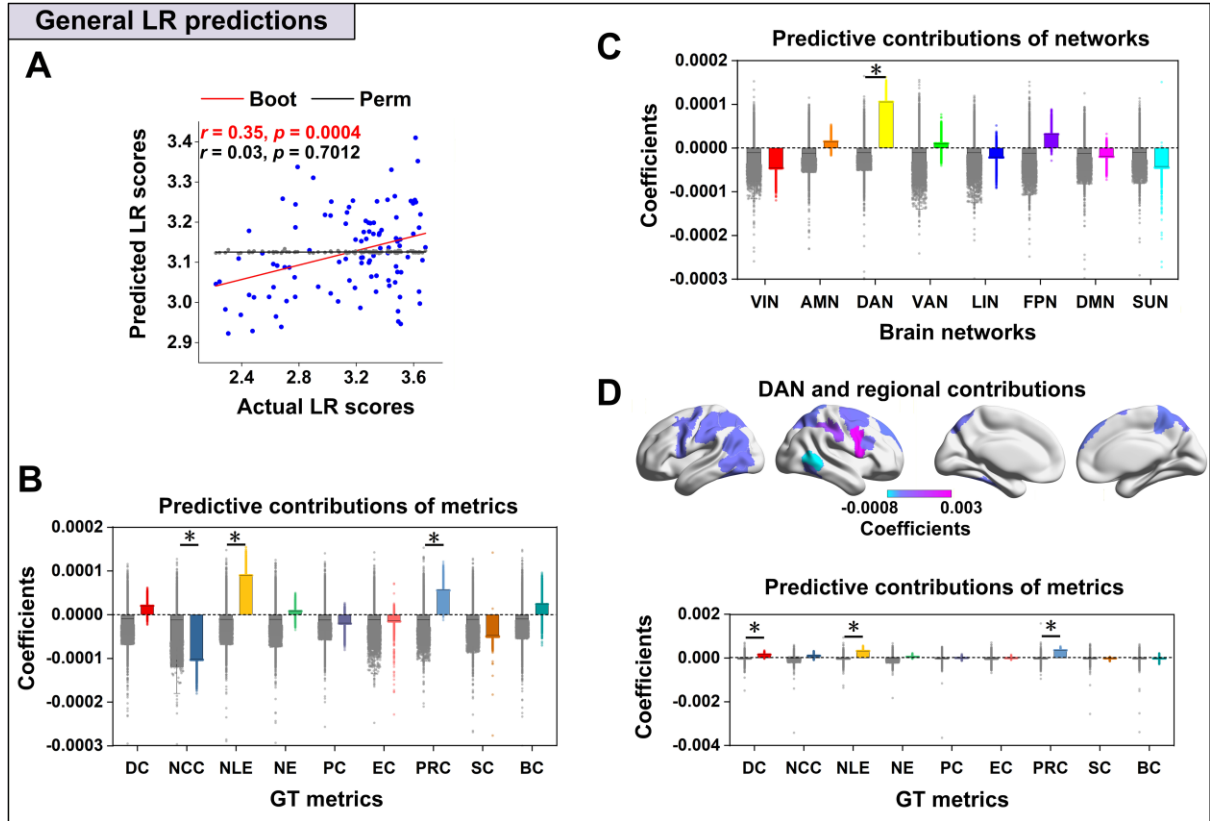 General LR predictions
A
Boot Perm
r = 0.35, p = 0.0004
r = 0.03, p = 0.7012
3.4
3.3
3.2
3.1
3.0
2.9
Predicted LR scores
2.4 2.8 3.2 3.6
Actual LR scores
B
Predictive contributions of metrics
0.0002
0.0001
0.0000
-0.0001
-0.0003
Coefficients
* * *
DC NCC NLE NE PC EC PRC SC BC
GT metrics
C
Predictive contributions of networks
0.0002
0.0001
0.0000
-0.0001
-0.0003
Coefficients
*
VIN AMN DAN VAN LIN FPN DMN SUN
Brain networks
D
DAN and regional contributions
-0.0008 0.003
Coefficients
Predictive contributions of metrics
0.002
0.000
-0.002
-0.004
Coefficients
* * *
DC NCC NLE NE PC EC PRC SC BC
GT metrics